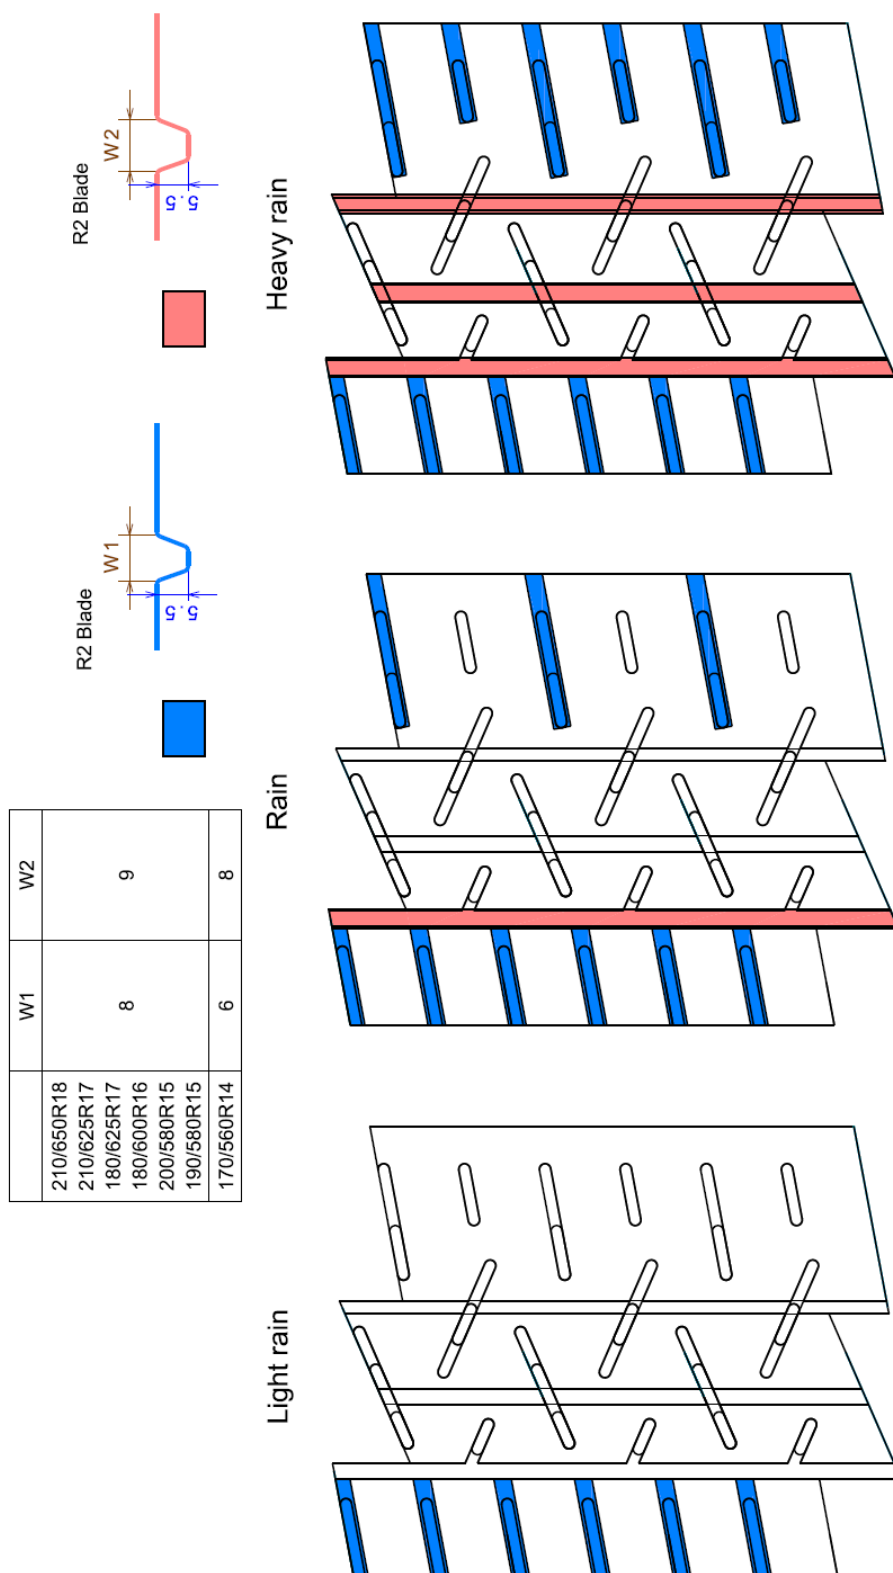 W1 W2
210/650R18
210/625R17
180/625R17
180/600R16
200/580R15
190/580R15
8 9
170/560R14 6 8
R2 Blade
W1
5.5
R2 Blade
W2
5.5
Light rain
Rain
Heavy rain